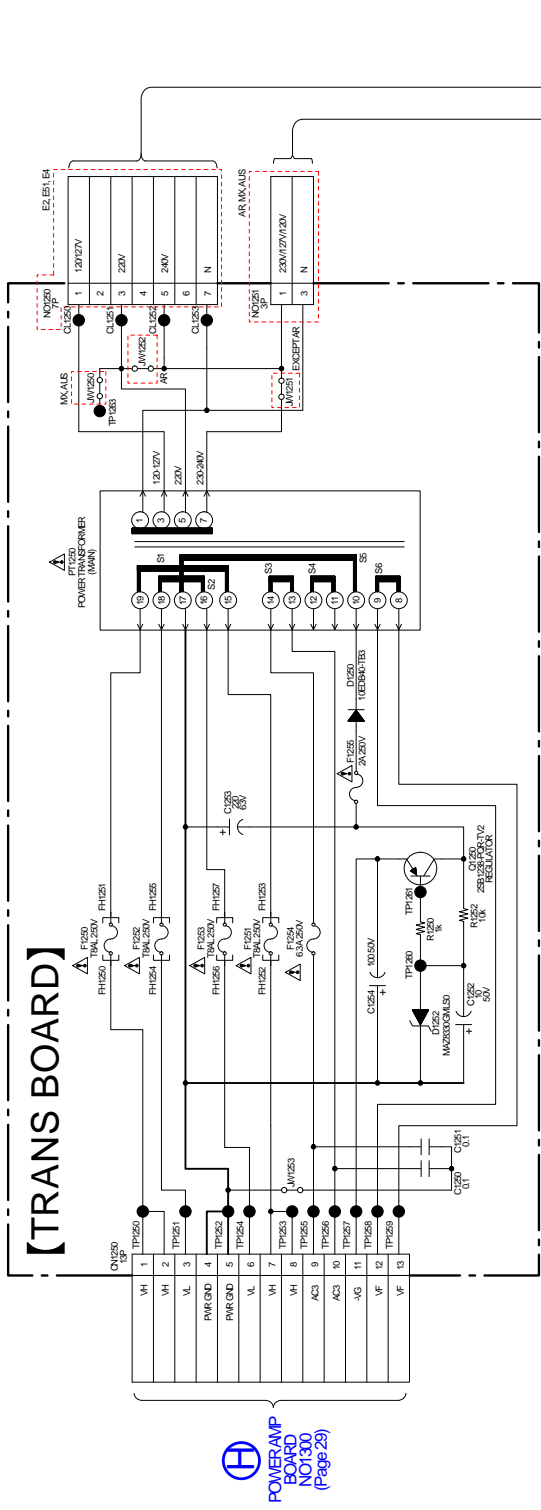 【TRANS BOARD】
H
POWER AMP
BOARD
NO1300
(Page 29)
CN1250
13P
VH 1 TP1250
VH 2
VL 3 TP1251
PWR GND 4
PWR GND 5 TP1252
VL 6 TP1254
VH 7
VH 8 TP1253
AC3 9 TP1255
AC3 10 TP1256
-VG 11 TP1257
VF 12 TP1258
VF 13 TP1259
FH1250 F1250 FH1251
T8AL 250V
FH1254 F1252 FH1255
T8AL 250V
FH1256 F1253 FH1257
T8AL 250V
FH1252 F1251 FH1253
T8AL 250V
F1254
6.3A 250V
JW1253
C1250
0.1
C1251
0.1
C1253
220
63V
+
C1254
100 50V
+
D1252
MAZ8330GML50
C1252
10
50V
+
TP1260
R1250
1k
TP1261
R1252
10k
Q1250
2SB1238-PQR-TV2
REGULATOR
F1255
2A 250V
D1250
10EDB40-TB3
PT1250
POWER TRANSFORMER
(MAIN)
19
18
17
16
15
14
13
12
11
10
9
8
S1
S2
S3
S4
S5
S6
1
3
5
7
120-127V
220V
230-240V
MX,AUS
JW1250
TP1263
JW1252
AR
EXCEPT AR
JW1251
CL1250
CL1251
CL1252
CL1253
NO1250
7P
E2, E51, E4
1 120/127V
2
3 220V
4
5 240V
6
7 N
NO1251
3P
AR, MX, AUS
1 230V/127V/120V
3 N